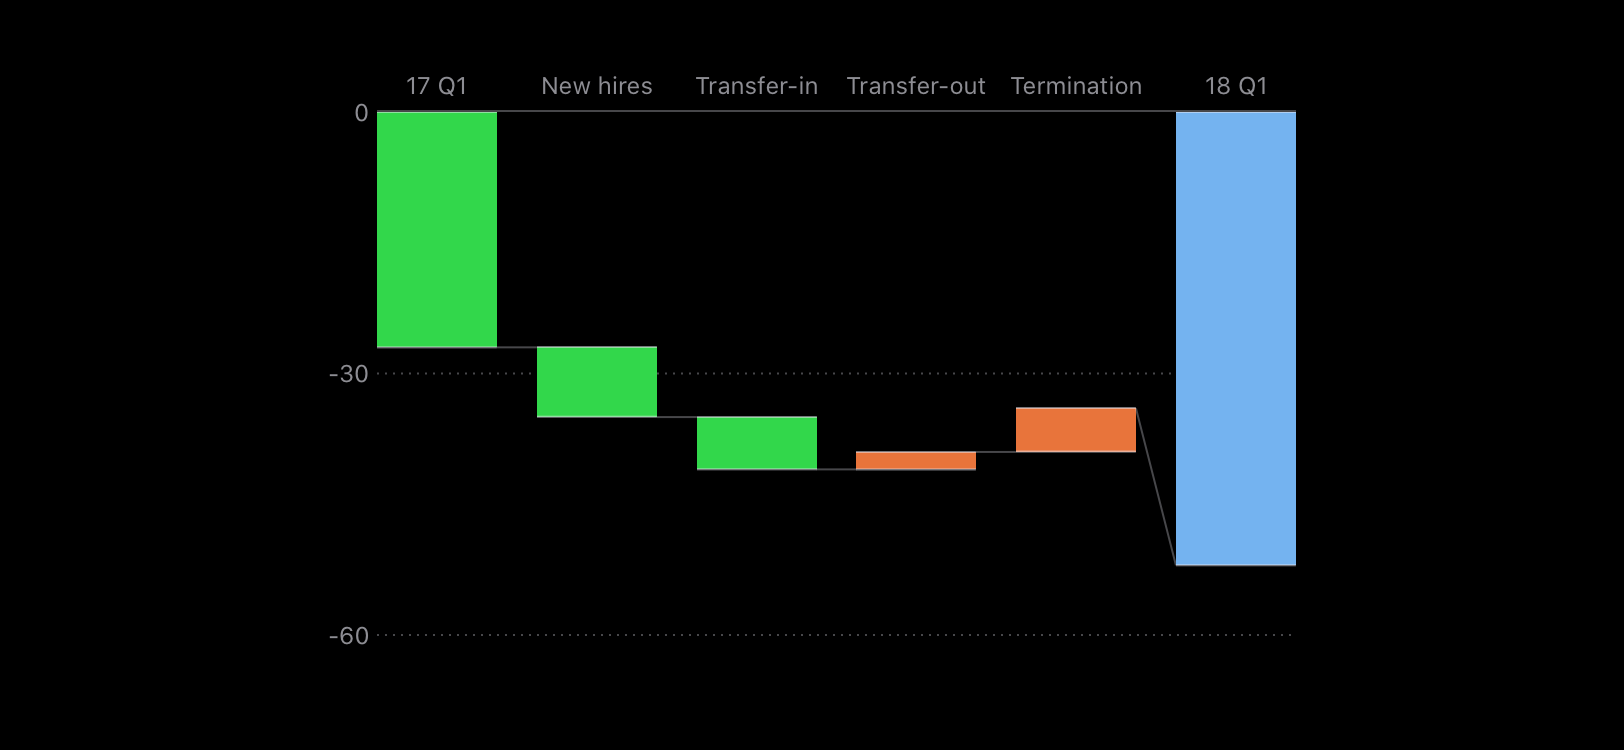 17 Q1
New hires
Transfer-in
Transfer-out
Termination
18 Q1
0
-30
-60